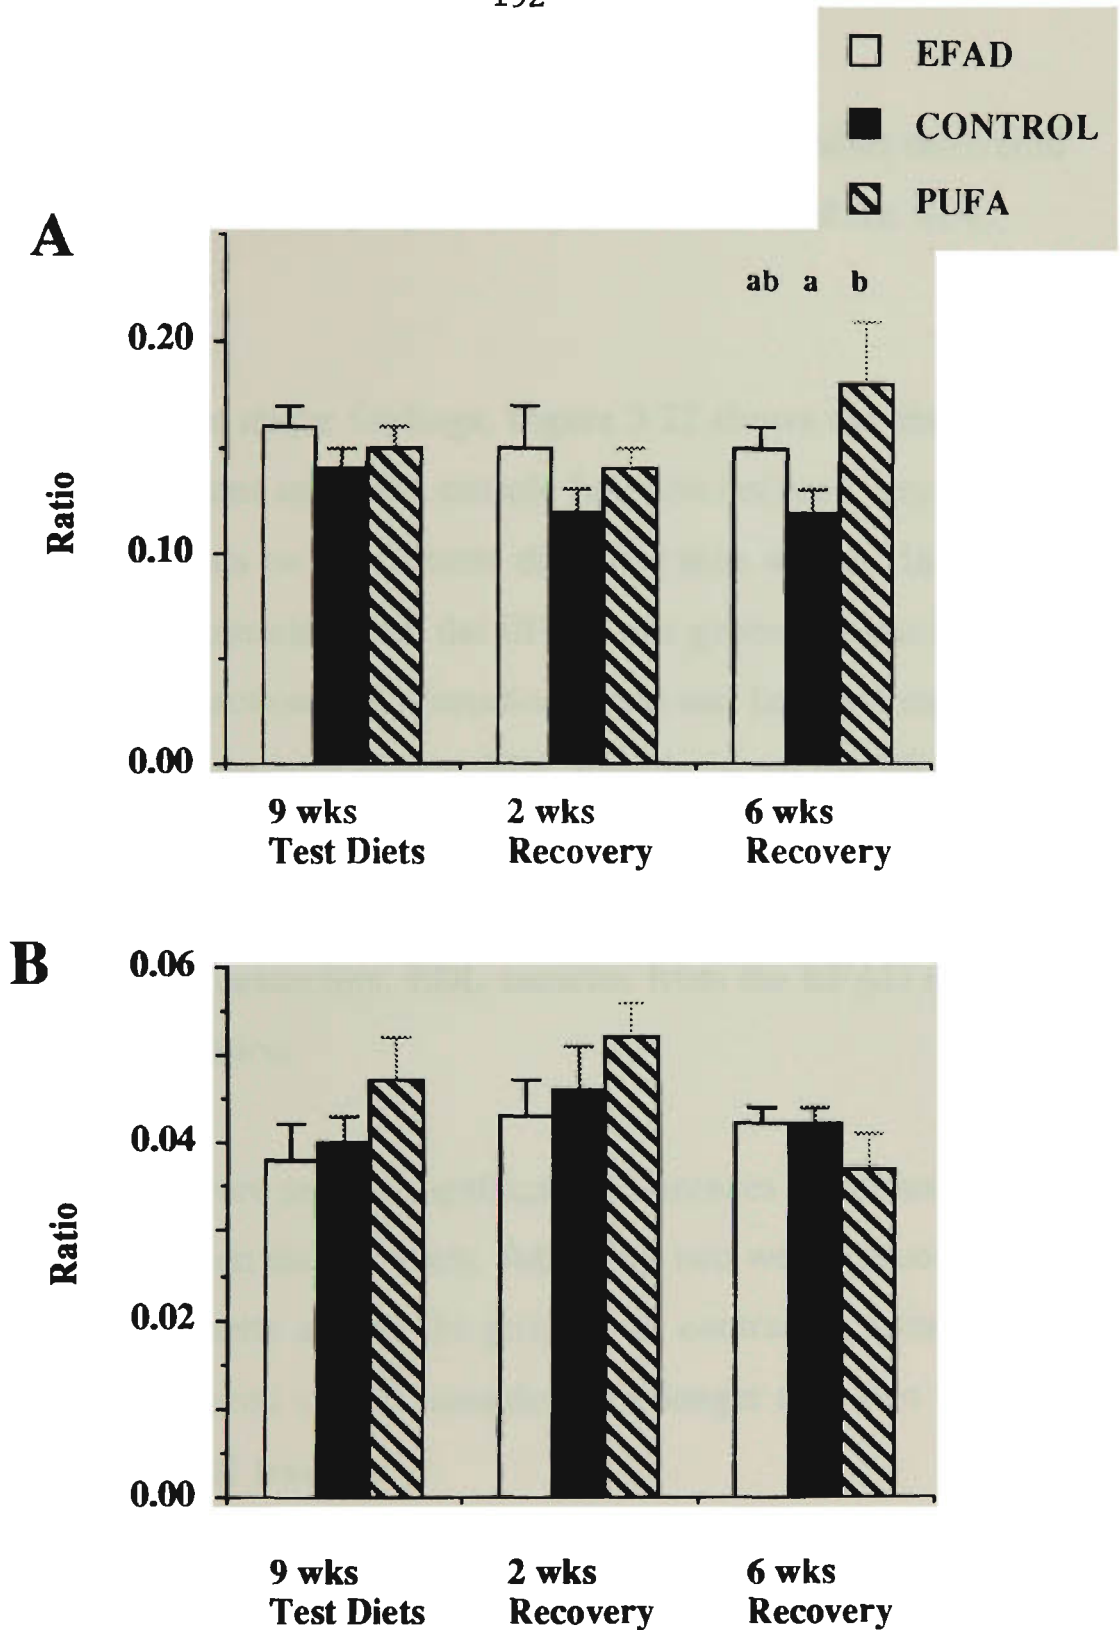 192
EFAD
CONTROL
PUFA
A
ab a b
0.20
0.10
0.00
Ratio
9 wks
Test Diets
2 wks
Recovery
6 wks
Recovery
B
0.06
0.04
0.02
0.00
Ratio
9 wks
Test Diets
2 wks
Recovery
6 wks
Recovery